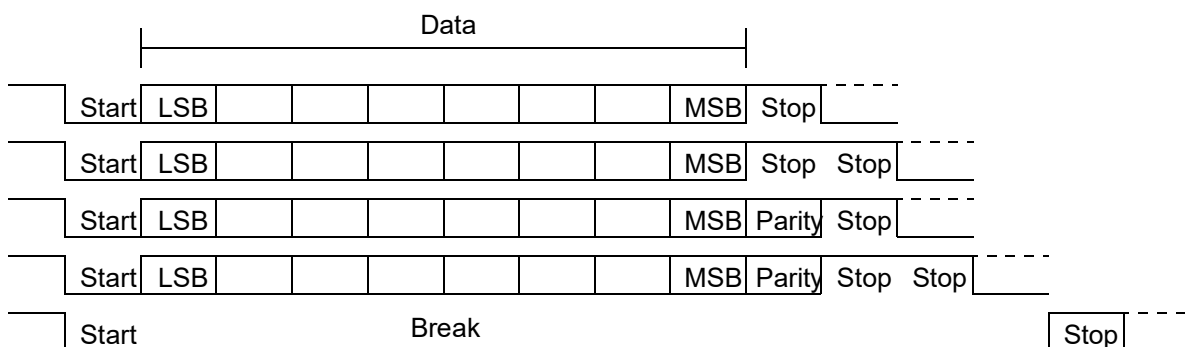 Data
Start LSB MSB Stop
Start LSB MSB Stop Stop
Start LSB MSB Parity Stop
Start LSB MSB Parity Stop Stop
Start Break Stop